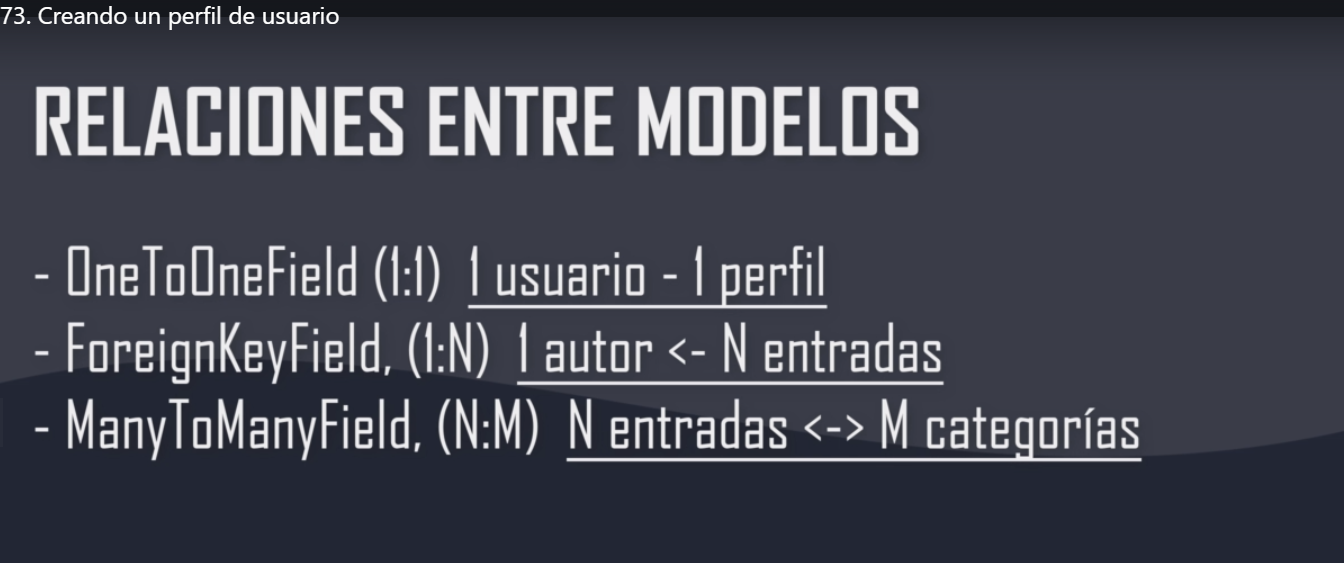 73. Creando un perfil de usuario
RELACIONES ENTRE MODELOS
- OneToOneField (1:1) 1 usuario - 1 perfil
- ForeignKeyField, (1:N) 1 autor <- N entradas
- ManyToManyField, (N:M) N entradas <-> M categorías